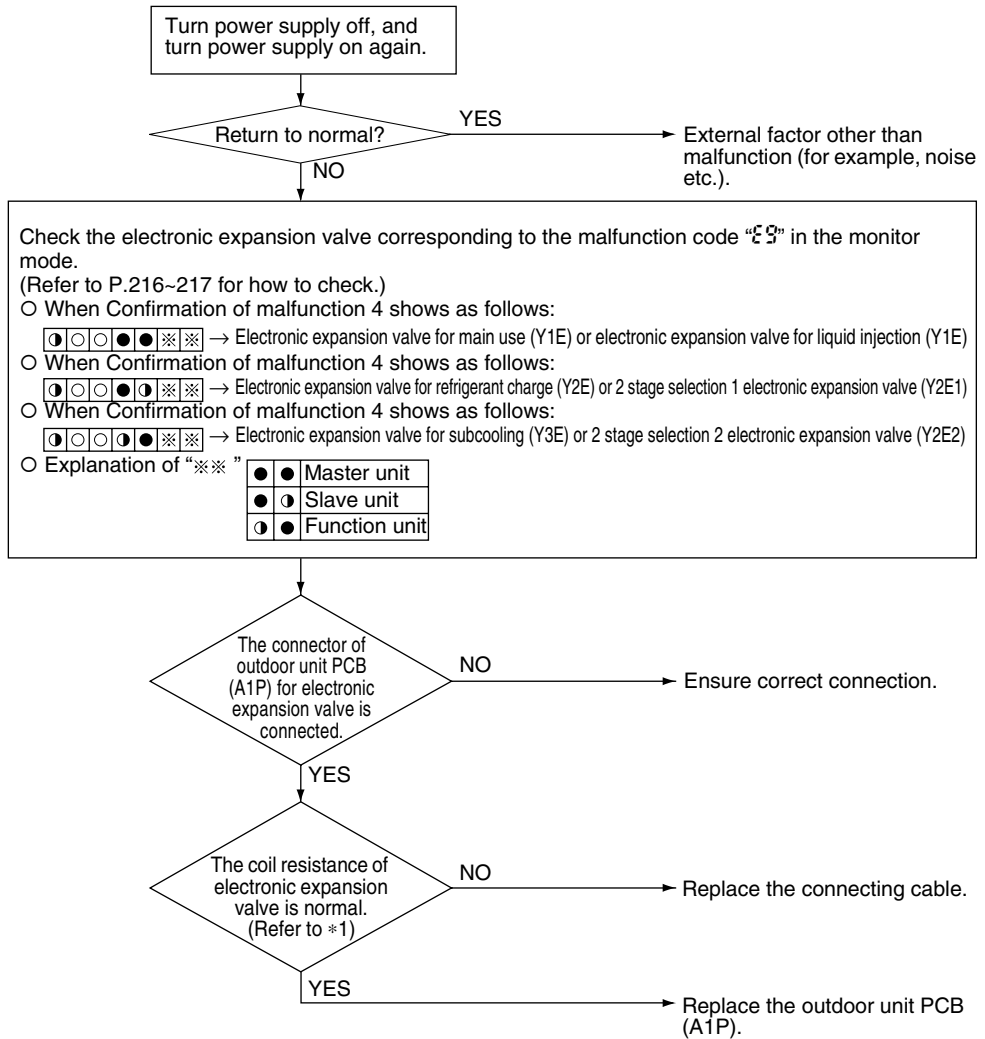 Turn power supply off, and
turn power supply on again.
Return to normal?
YES
External factor other than
malfunction (for example, noise
etc.).
NO
Check the electronic expansion valve corresponding to the malfunction code “E9” in the monitor
mode.
(Refer to P.216~217 for how to check.)
○ When Confirmation of malfunction 4 shows as follows:
◑ ○ ○ ● ● ※ ※ → Electronic expansion valve for main use (Y1E) or electronic expansion valve for liquid injection (Y1E)
○ When Confirmation of malfunction 4 shows as follows:
◑ ○ ○ ● ◑ ※ ※ → Electronic expansion valve for refrigerant charge (Y2E) or 2 stage selection 1 electronic expansion valve (Y2E1)
○ When Confirmation of malfunction 4 shows as follows:
◑ ○ ○ ◑ ● ※ ※ → Electronic expansion valve for subcooling (Y3E) or 2 stage selection 2 electronic expansion valve (Y2E2)
○ Explanation of “※※ ”
● ● Master unit
● ◑ Slave unit
◑ ● Function unit
The connector of
outdoor unit PCB
(A1P) for electronic
expansion valve is
connected.
NO
Ensure correct connection.
YES
The coil resistance of
electronic expansion
valve is normal.
(Refer to *1)
NO
Replace the connecting cable.
YES
Replace the outdoor unit PCB
(A1P).